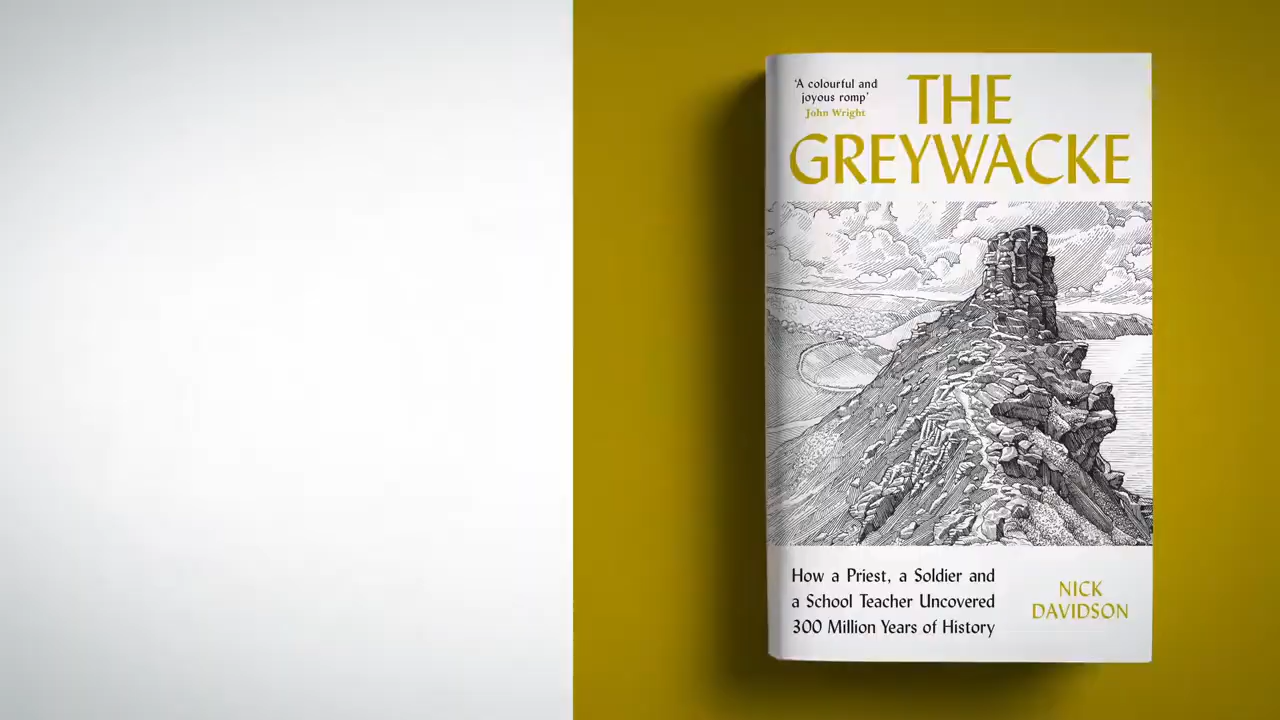 'A colourful and
joyous romp'
John Wright
THE
GREYWACKE
How a Priest, a Soldier and
a School Teacher Uncovered
300 Million Years of History
NICK
DAVIDSON